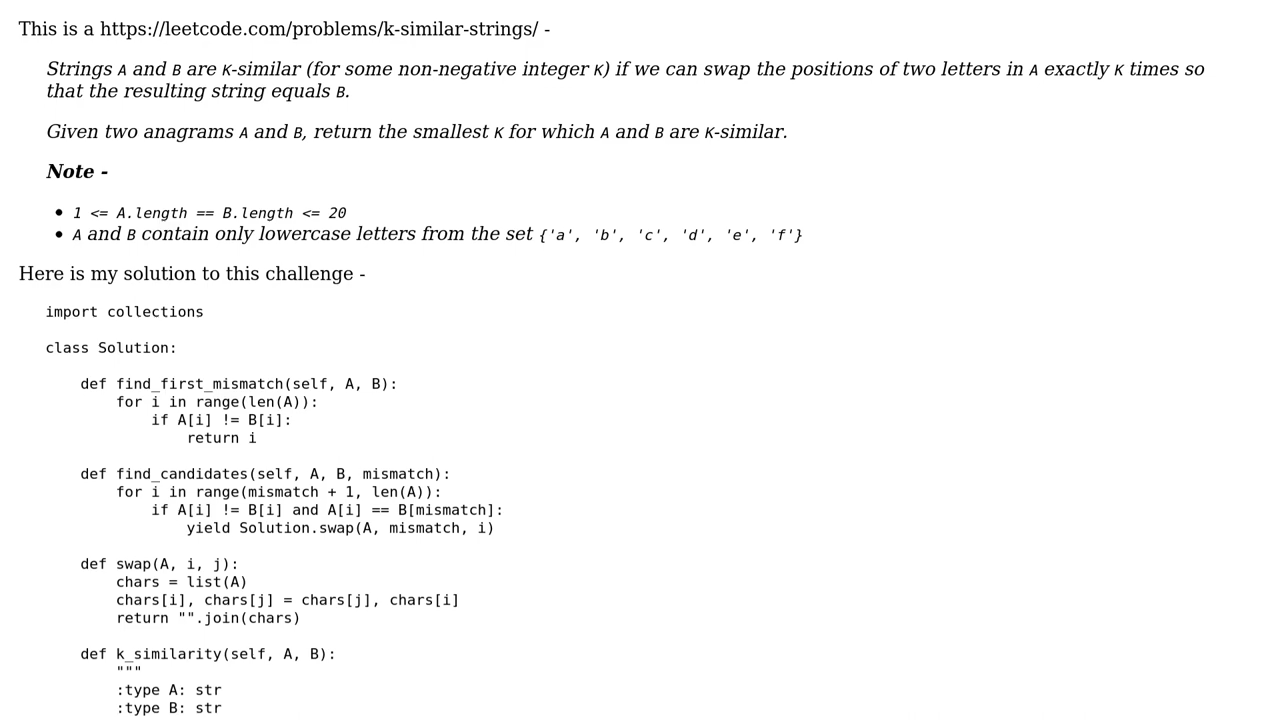 This is a https://leetcode.com/problems/k-similar-strings/ -
Strings A and B are K-similar (for some non-negative integer K) if we can swap the positions of two letters in A exactly K times so
that the resulting string equals B.
Given two anagrams A and B, return the smallest K for which A and B are K-similar.
Note -
• 1 <= A.length == B.length <= 20
• A and B contain only lowercase letters from the set {'a', 'b', 'c', 'd', 'e', 'f'}
Here is my solution to this challenge -
import collections
class Solution:
    def find_first_mismatch(self, A, B):
        for i in range(len(A)):
            if A[i] != B[i]:
                return i
    def find_candidates(self, A, B, mismatch):
        for i in range(mismatch + 1, len(A)):
            if A[i] != B[i] and A[i] == B[mismatch]:
                yield Solution.swap(A, mismatch, i)
    def swap(A, i, j):
        chars = list(A)
        chars[i], chars[j] = chars[j], chars[i]
        return "".join(chars)
    def k_similarity(self, A, B):
        """
        :type A: str
        :type B: str